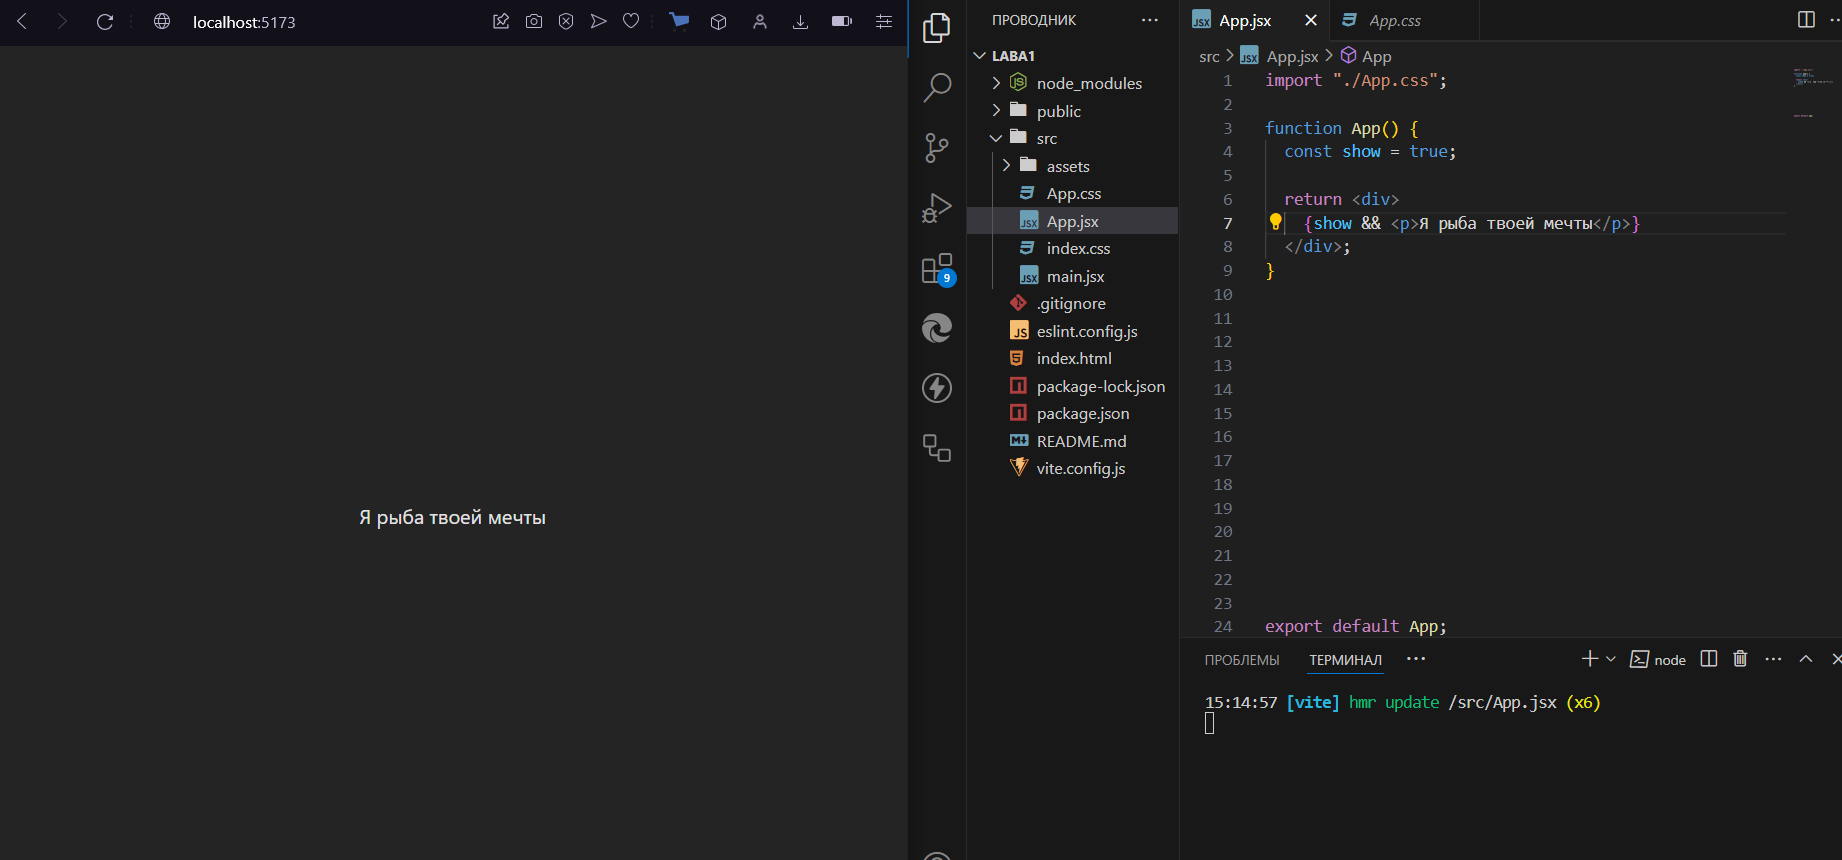 localhost:5173
Я рыба твоей мечты
9
ПРОВОДНИК
LABA1
node_modules
public
src
assets
App.css
App.jsx
index.css
main.jsx
.gitignore
eslint.config.js
index.html
package-lock.json
package.json
README.md
vite.config.js
App.jsx App.css
src > App.jsx > App
1 import "./App.css";
2
3 function App() {
4 const show = true;
5
6 return <div>
7 {show && <p>Я рыба твоей мечты</p>}
8 </div>;
9 }
10
11
12
13
14
15
16
17
18
19
20
21
22
23
24 export default App;
ПРОБЛЕМЫ ТЕРМИНАЛ node
15:14:57 [vite] hmr update /src/App.jsx (x6)